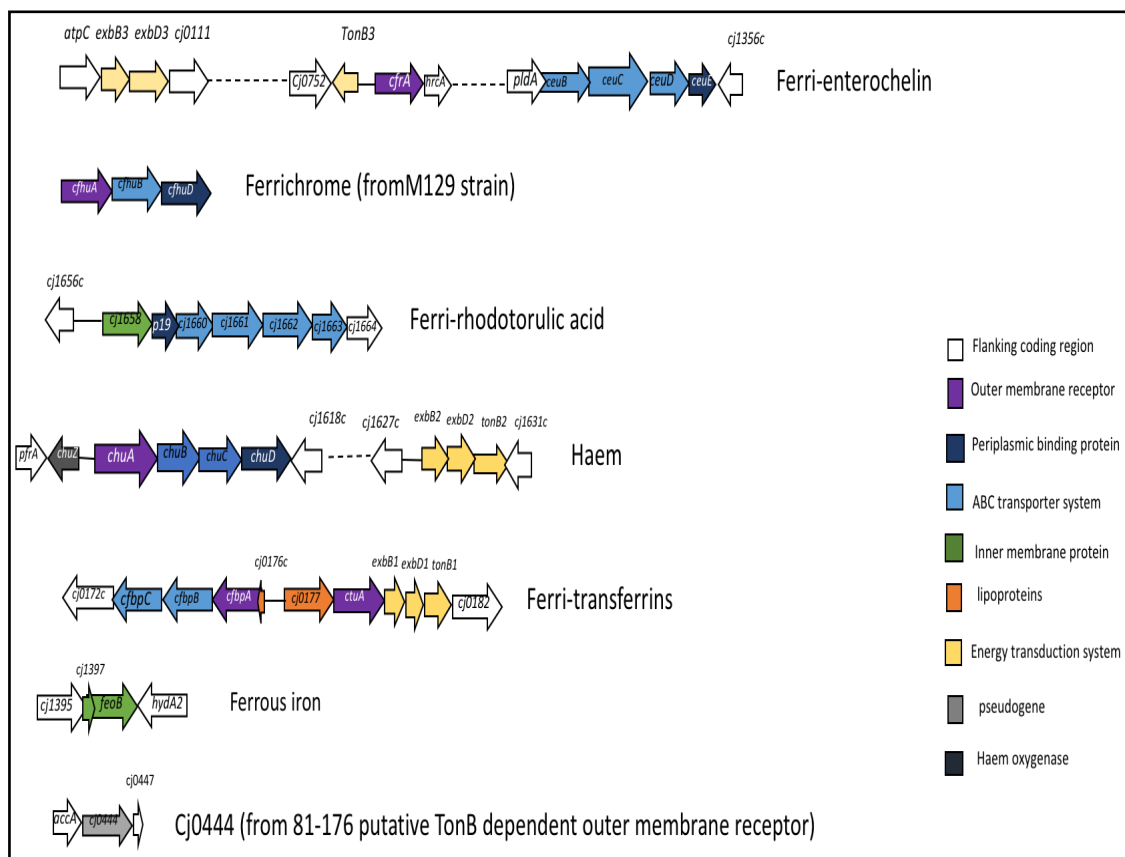 atpC exbB3 exbD3 cj0111 TonB3 cj1356c
Cj0752 cfrA hrcA pldA ceuB ceuC ceuD ceuE
Ferri-enterochelin
cfhuA cfhuB cfhuD
Ferrichrome (fromM129 strain)
cj1656c
cj1658 p19 cj1660 cj1661 cj1662 cj1663 cj1664
Ferri-rhodotorulic acid
cj1618c cj1627c exbB2 exbD2 tonB2 cj1631c
pfrA chuZ chuA chuB chuC chuD
Haem
cj0176c exbB1 exbD1 tonB1
cj0172c cfbpC cfbpB cfbpA cj0177 ctuA cj0182
Ferri-transferrins
cj1397
cj1395 feoB hydA2
Ferrous iron
cj0447
accA cj0444
Cj0444 (from 81-176 putative TonB dependent outer membrane receptor)
Flanking coding region
Outer membrane receptor
Periplasmic binding protein
ABC transporter system
Inner membrane protein
lipoproteins
Energy transduction system
pseudogene
Haem oxygenase